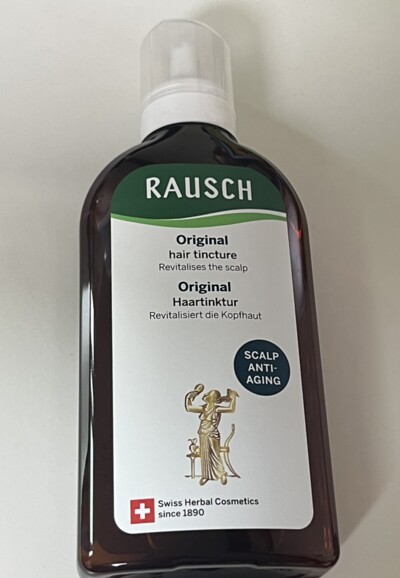 RAUSCH
Original
hair tincture
Revitalises the scalp
Original
Haartinktur
Revitalisiert die Kopfhaut
SCALP
ANTI-
AGING
Swiss Herbal Cosmetics
since 1890